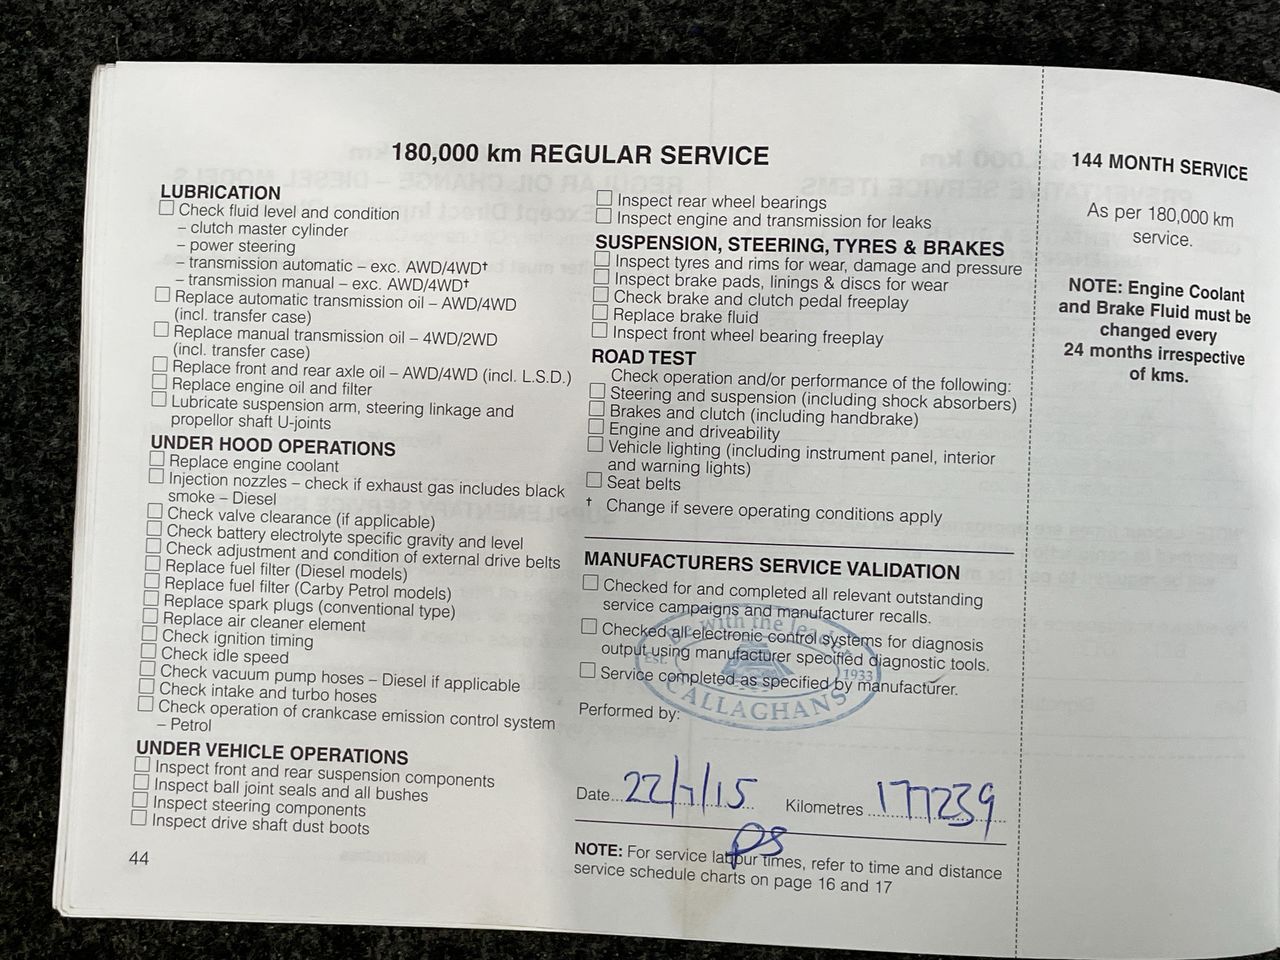 180,000 km REGULAR SERVICE
LUBRICATION
Check fluid level and condition
– clutch master cylinder
– power steering
– transmission automatic – exc. AWD/4WD†
– transmission manual – exc. AWD/4WD†
Replace automatic transmission oil – AWD/4WD
(incl. transfer case)
Replace manual transmission oil – 4WD/2WD
(incl. transfer case)
Replace front and rear axle oil – AWD/4WD (incl. L.S.D.)
Replace engine oil and filter
Lubricate suspension arm, steering linkage and
propellor shaft U-joints
UNDER HOOD OPERATIONS
Replace engine coolant
Injection nozzles – check if exhaust gas includes black
smoke – Diesel
Check valve clearance (if applicable)
Check battery electrolyte specific gravity and level
Check adjustment and condition of external drive belts
Replace fuel filter (Diesel models)
Replace fuel filter (Carby Petrol models)
Replace spark plugs (conventional type)
Replace air cleaner element
Check ignition timing
Check idle speed
Check vacuum pump hoses – Diesel if applicable
Check intake and turbo hoses
Check operation of crankcase emission control system
– Petrol
UNDER VEHICLE OPERATIONS
Inspect front and rear suspension components
Inspect ball joint seals and all bushes
Inspect steering components
Inspect drive shaft dust boots
44
Inspect rear wheel bearings
Inspect engine and transmission for leaks
SUSPENSION, STEERING, TYRES & BRAKES
Inspect tyres and rims for wear, damage and pressure
Inspect brake pads, linings & discs for wear
Check brake and clutch pedal freeplay
Replace brake fluid
Inspect front wheel bearing freeplay
ROAD TEST
Check operation and/or performance of the following:
Steering and suspension (including shock absorbers)
Brakes and clutch (including handbrake)
Engine and driveability
Vehicle lighting (including instrument panel, interior
and warning lights)
Seat belts
† Change if severe operating conditions apply
MANUFACTURERS SERVICE VALIDATION
Checked for and completed all relevant outstanding
service campaigns and manufacturer recalls.
Checked all electronic control systems for diagnosis
output using manufacturer specified diagnostic tools.
Service completed as specified by manufacturer.
Be with the leader
Est. 1933
CALLAGHANS
Performed by:
Date 22/7/15 Kilometres 177239
NOTE: For service labour times, refer to time and distance
service schedule charts on page 16 and 17
144 MONTH SERVICE
As per 180,000 km
service.
NOTE: Engine Coolant
and Brake Fluid must be
changed every
24 months irrespective
of kms.